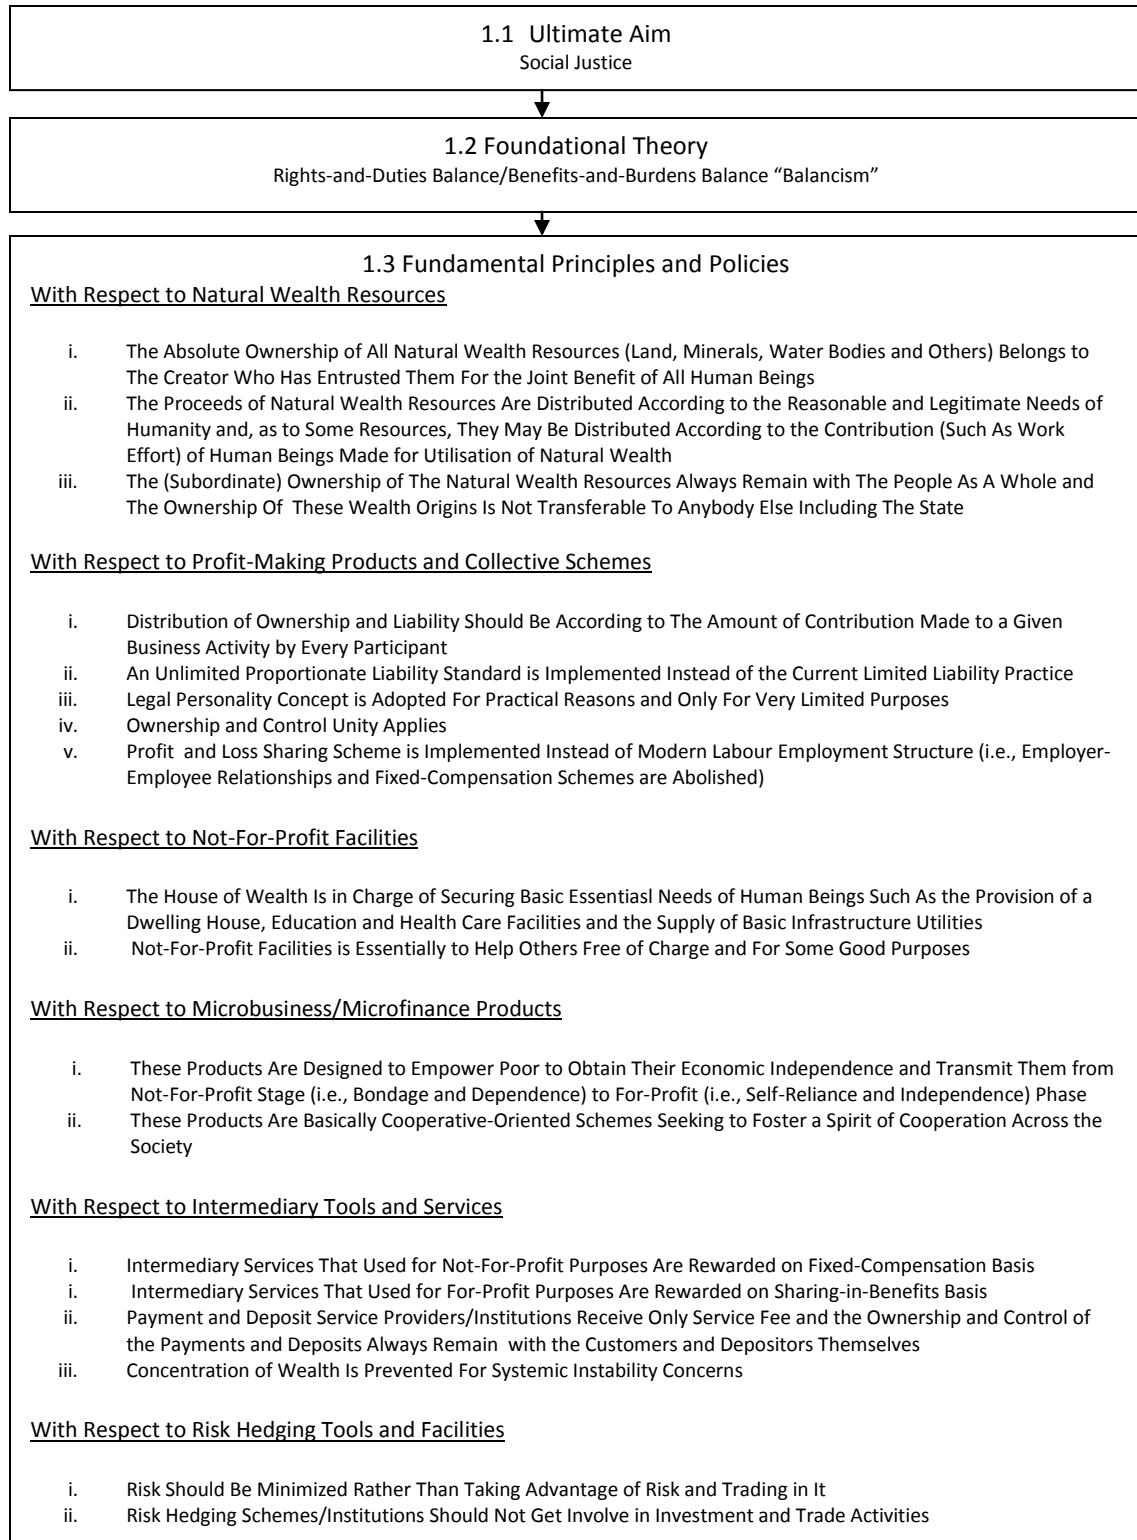 1.1 Ultimate Aim
Social Justice
1.2 Foundational Theory
Rights-and-Duties Balance/Benefits-and-Burdens Balance “Balancism”
1.3 Fundamental Principles and Policies
With Respect to Natural Wealth Resources
i. The Absolute Ownership of All Natural Wealth Resources (Land, Minerals, Water Bodies and Others) Belongs to
The Creator Who Has Entrusted Them For the Joint Benefit of All Human Beings
ii. The Proceeds of Natural Wealth Resources Are Distributed According to the Reasonable and Legitimate Needs of
Humanity and, as to Some Resources, They May Be Distributed According to the Contribution (Such As Work
Effort) of Human Beings Made for Utilisation of Natural Wealth
iii. The (Subordinate) Ownership of The Natural Wealth Resources Always Remain with The People As A Whole and
The Ownership Of These Wealth Origins Is Not Transferable To Anybody Else Including The State
With Respect to Profit-Making Products and Collective Schemes
i. Distribution of Ownership and Liability Should Be According to The Amount of Contribution Made to a Given
Business Activity by Every Participant
ii. An Unlimited Proportionate Liability Standard is Implemented Instead of the Current Limited Liability Practice
iii. Legal Personality Concept is Adopted For Practical Reasons and Only For Very Limited Purposes
iv. Ownership and Control Unity Applies
v. Profit and Loss Sharing Scheme is Implemented Instead of Modern Labour Employment Structure (i.e., Employer-
Employee Relationships and Fixed-Compensation Schemes are Abolished)
With Respect to Not-For-Profit Facilities
i. The House of Wealth Is in Charge of Securing Basic Essentiasl Needs of Human Beings Such As the Provision of a
Dwelling House, Education and Health Care Facilities and the Supply of Basic Infrastructure Utilities
ii. Not-For-Profit Facilities is Essentially to Help Others Free of Charge and For Some Good Purposes
With Respect to Microbusiness/Microfinance Products
i. These Products Are Designed to Empower Poor to Obtain Their Economic Independence and Transmit Them from
Not-For-Profit Stage (i.e., Bondage and Dependence) to For-Profit (i.e., Self-Reliance and Independence) Phase
ii. These Products Are Basically Cooperative-Oriented Schemes Seeking to Foster a Spirit of Cooperation Across the
Society
With Respect to Intermediary Tools and Services
i. Intermediary Services That Used for Not-For-Profit Purposes Are Rewarded on Fixed-Compensation Basis
i. Intermediary Services That Used for For-Profit Purposes Are Rewarded on Sharing-in-Benefits Basis
ii. Payment and Deposit Service Providers/Institutions Receive Only Service Fee and the Ownership and Control of
the Payments and Deposits Always Remain with the Customers and Depositors Themselves
iii. Concentration of Wealth Is Prevented For Systemic Instability Concerns
With Respect to Risk Hedging Tools and Facilities
i. Risk Should Be Minimized Rather Than Taking Advantage of Risk and Trading in It
ii. Risk Hedging Schemes/Institutions Should Not Get Involve in Investment and Trade Activities